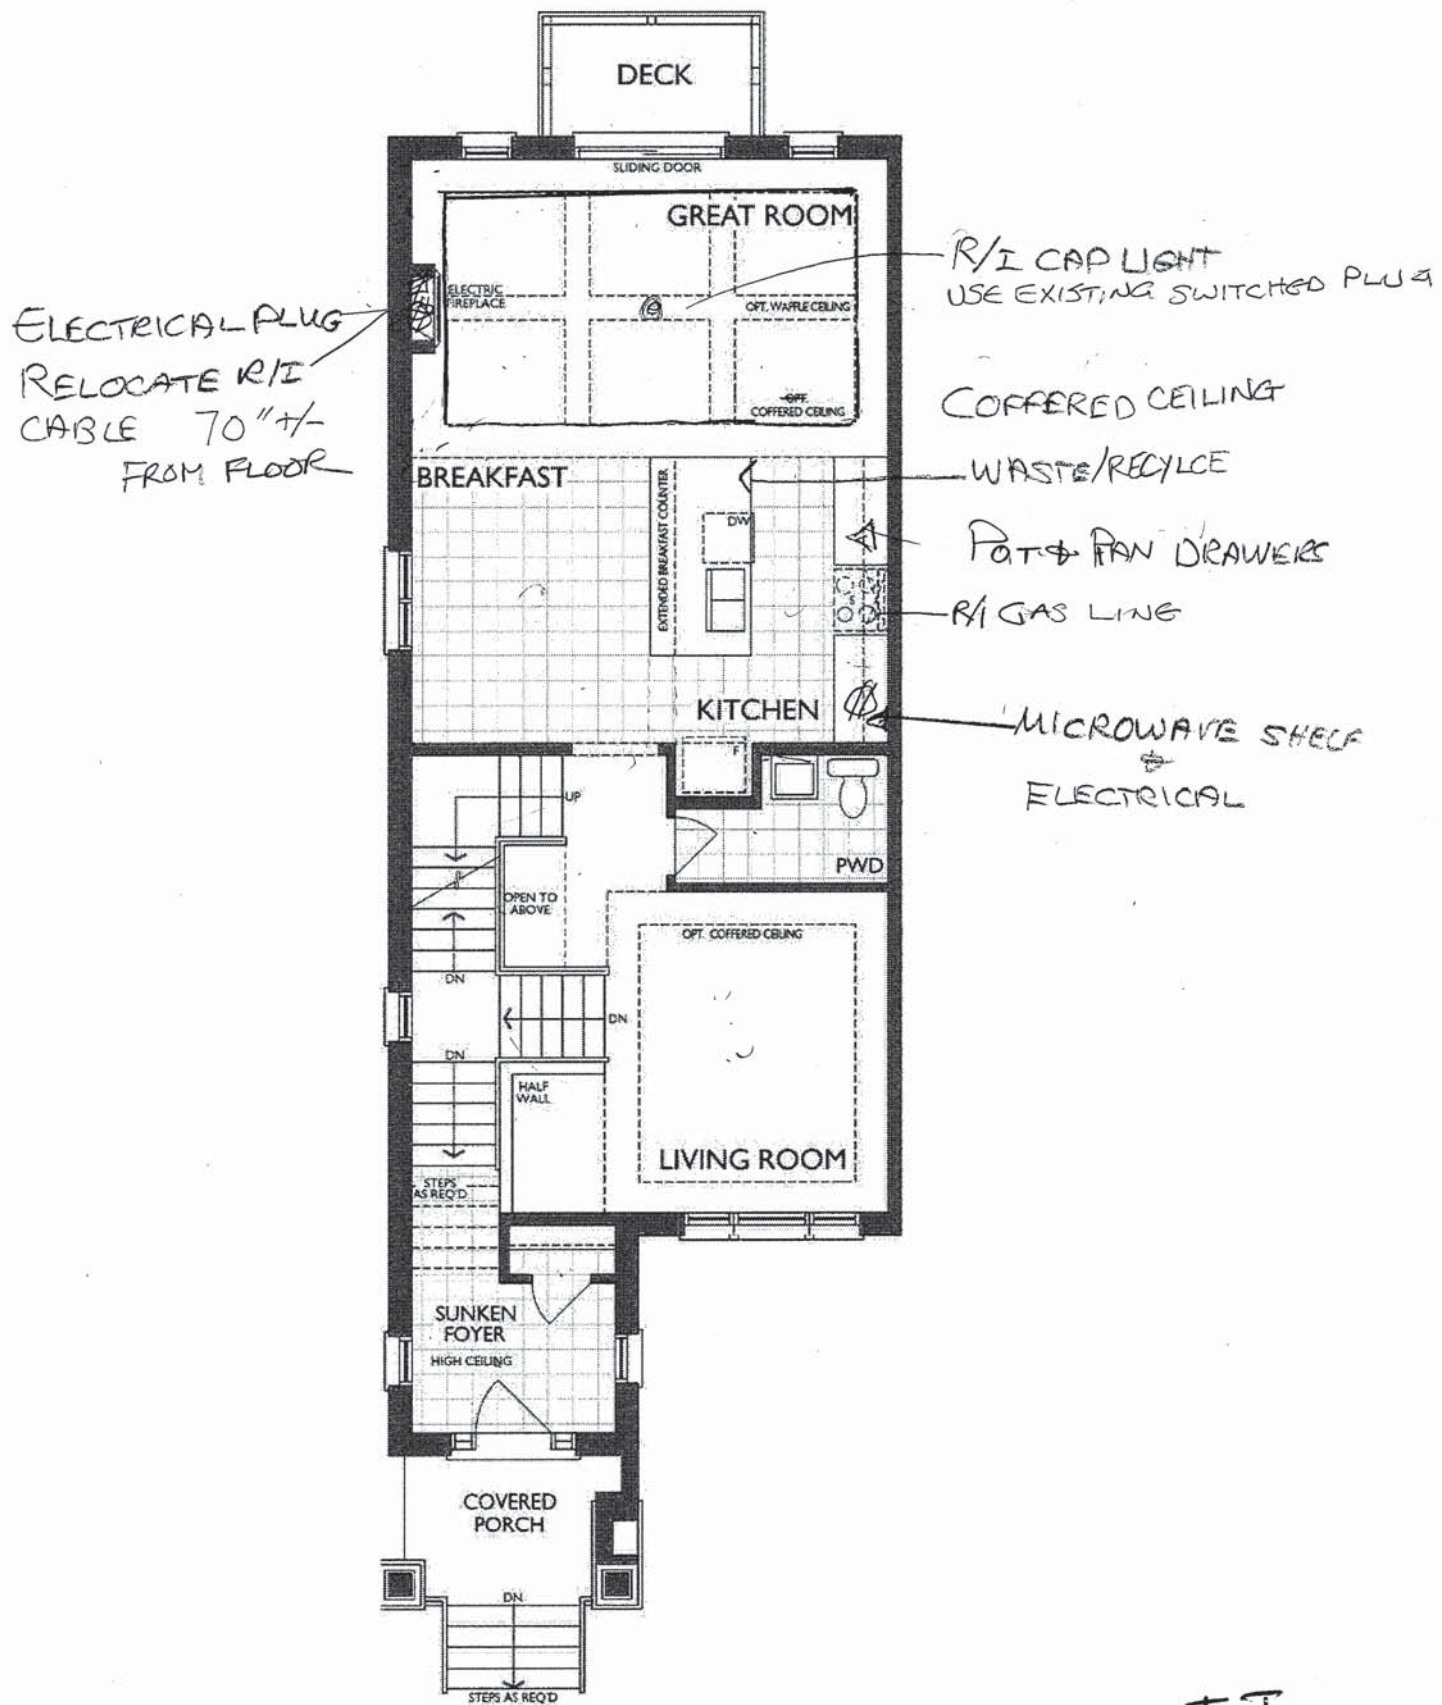 DECK
SLIDING DOOR
GREAT ROOM
R/I CAP LIGHT
USE EXISTING SWITCHED PLUG
ELECTRIC
FIREPLACE
OPT. WAFFLE CEILING
ELECTRICAL PLUG
RELOCATE R/I
CABLE 70" +/-
FROM FLOOR
OPT.
COFFERED CEILING
COFFERED CEILING
BREAKFAST
WASTE/RECYLCE
EXTENDED BREAKFAST COUNTER
DW
POT & PAN DRAWERS
R/I GAS LINE
KITCHEN
MICROWAVE SHELF
&
ELECTRICAL
F
UP
PWD
OPEN TO
ABOVE
OPT. COFFERED CEILING
DN
DN
DN
HALF
WALL
LIVING ROOM
STEPS
AS REQ'D
SUNKEN
FOYER
HIGH CEILING
COVERED
PORCH
DN
STEPS AS REQ'D